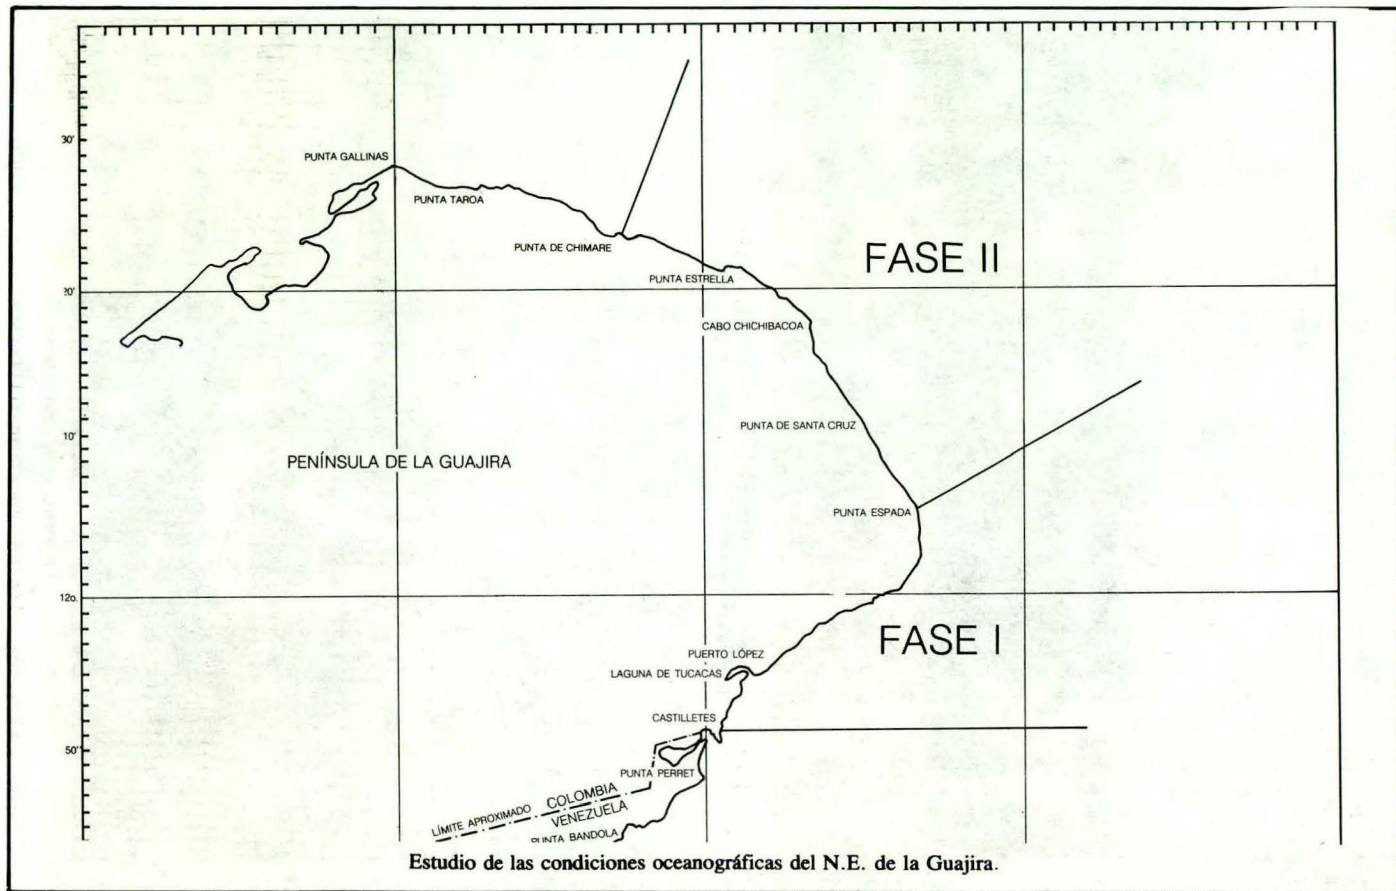 30'
PUNTA GALLINAS
PUNTA TAROA
PUNTA DE CHIMARE
FASE II
PUNTA ESTRELLA
20'
CABO CHICHIBACOA
PUNTA DE SANTA CRUZ
10'
PENÍNSULA DE LA GUAJIRA
PUNTA ESPADA
12o.
FASE I
PUERTO LÓPEZ
LAGUNA DE TUCACAS
CASTILLETES
50'
PUNTA PERRET
LÍMITE APROXIMADO COLOMBIA
VENEZUELA
PUNTA BANDOLA
Estudio de las condiciones oceanográficas del N.E. de la Guajira.